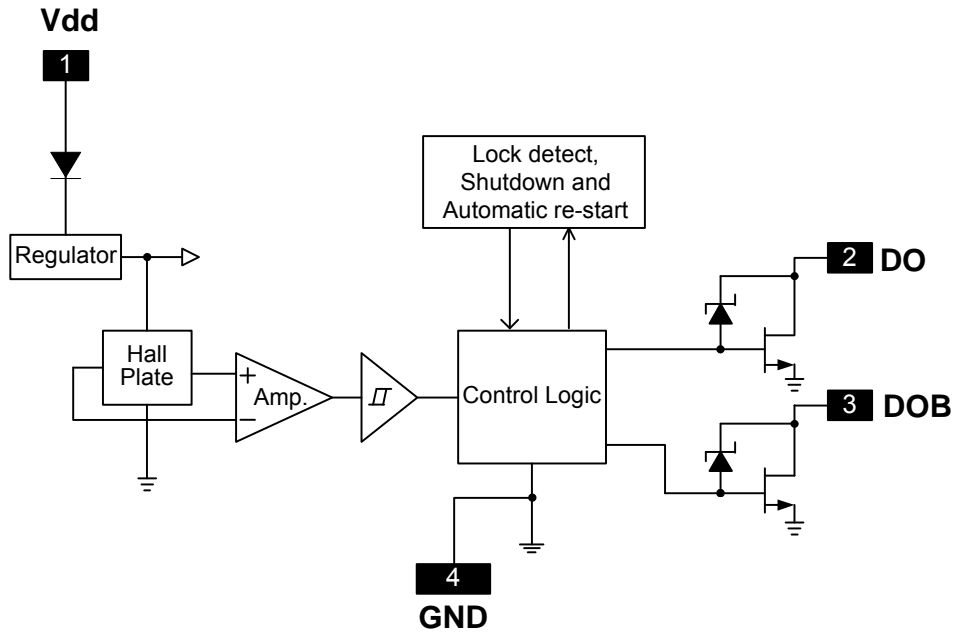 Vdd
1
Lock detect,
Shutdown and
Automatic re-start
Regulator
2 DO
Hall
Plate
+
Amp.
−
Control Logic
3 DOB
4
GND